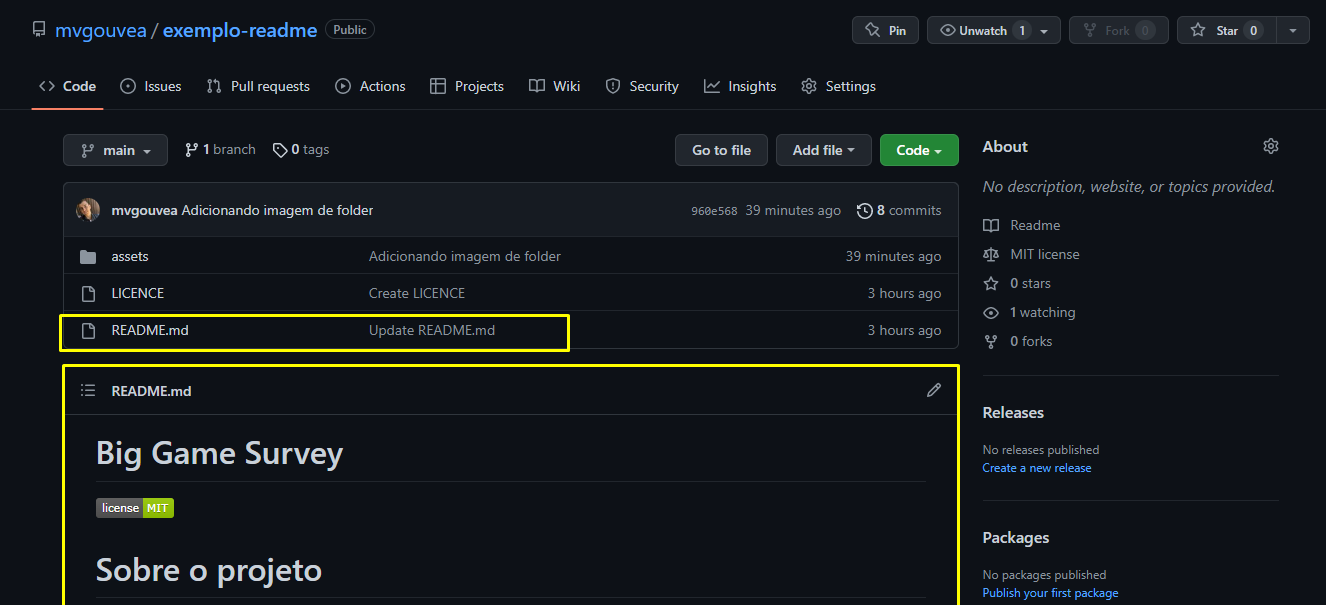 mvgouvea / exemplo-readme Public
Pin Unwatch 1 Fork 0 Star 0
Code Issues Pull requests Actions Projects Wiki Security Insights Settings
main 1 branch 0 tags Go to file Add file Code
mvgouvea Adicionando imagem de folder 960e568 39 minutes ago 8 commits
assets Adicionando imagem de folder 39 minutes ago
LICENCE Create LICENCE 3 hours ago
README.md Update README.md 3 hours ago
README.md
Big Game Survey
license MIT
Sobre o projeto
About
No description, website, or topics provided.
Readme
MIT license
0 stars
1 watching
0 forks
Releases
No releases published
Create a new release
Packages
No packages published
Publish your first package